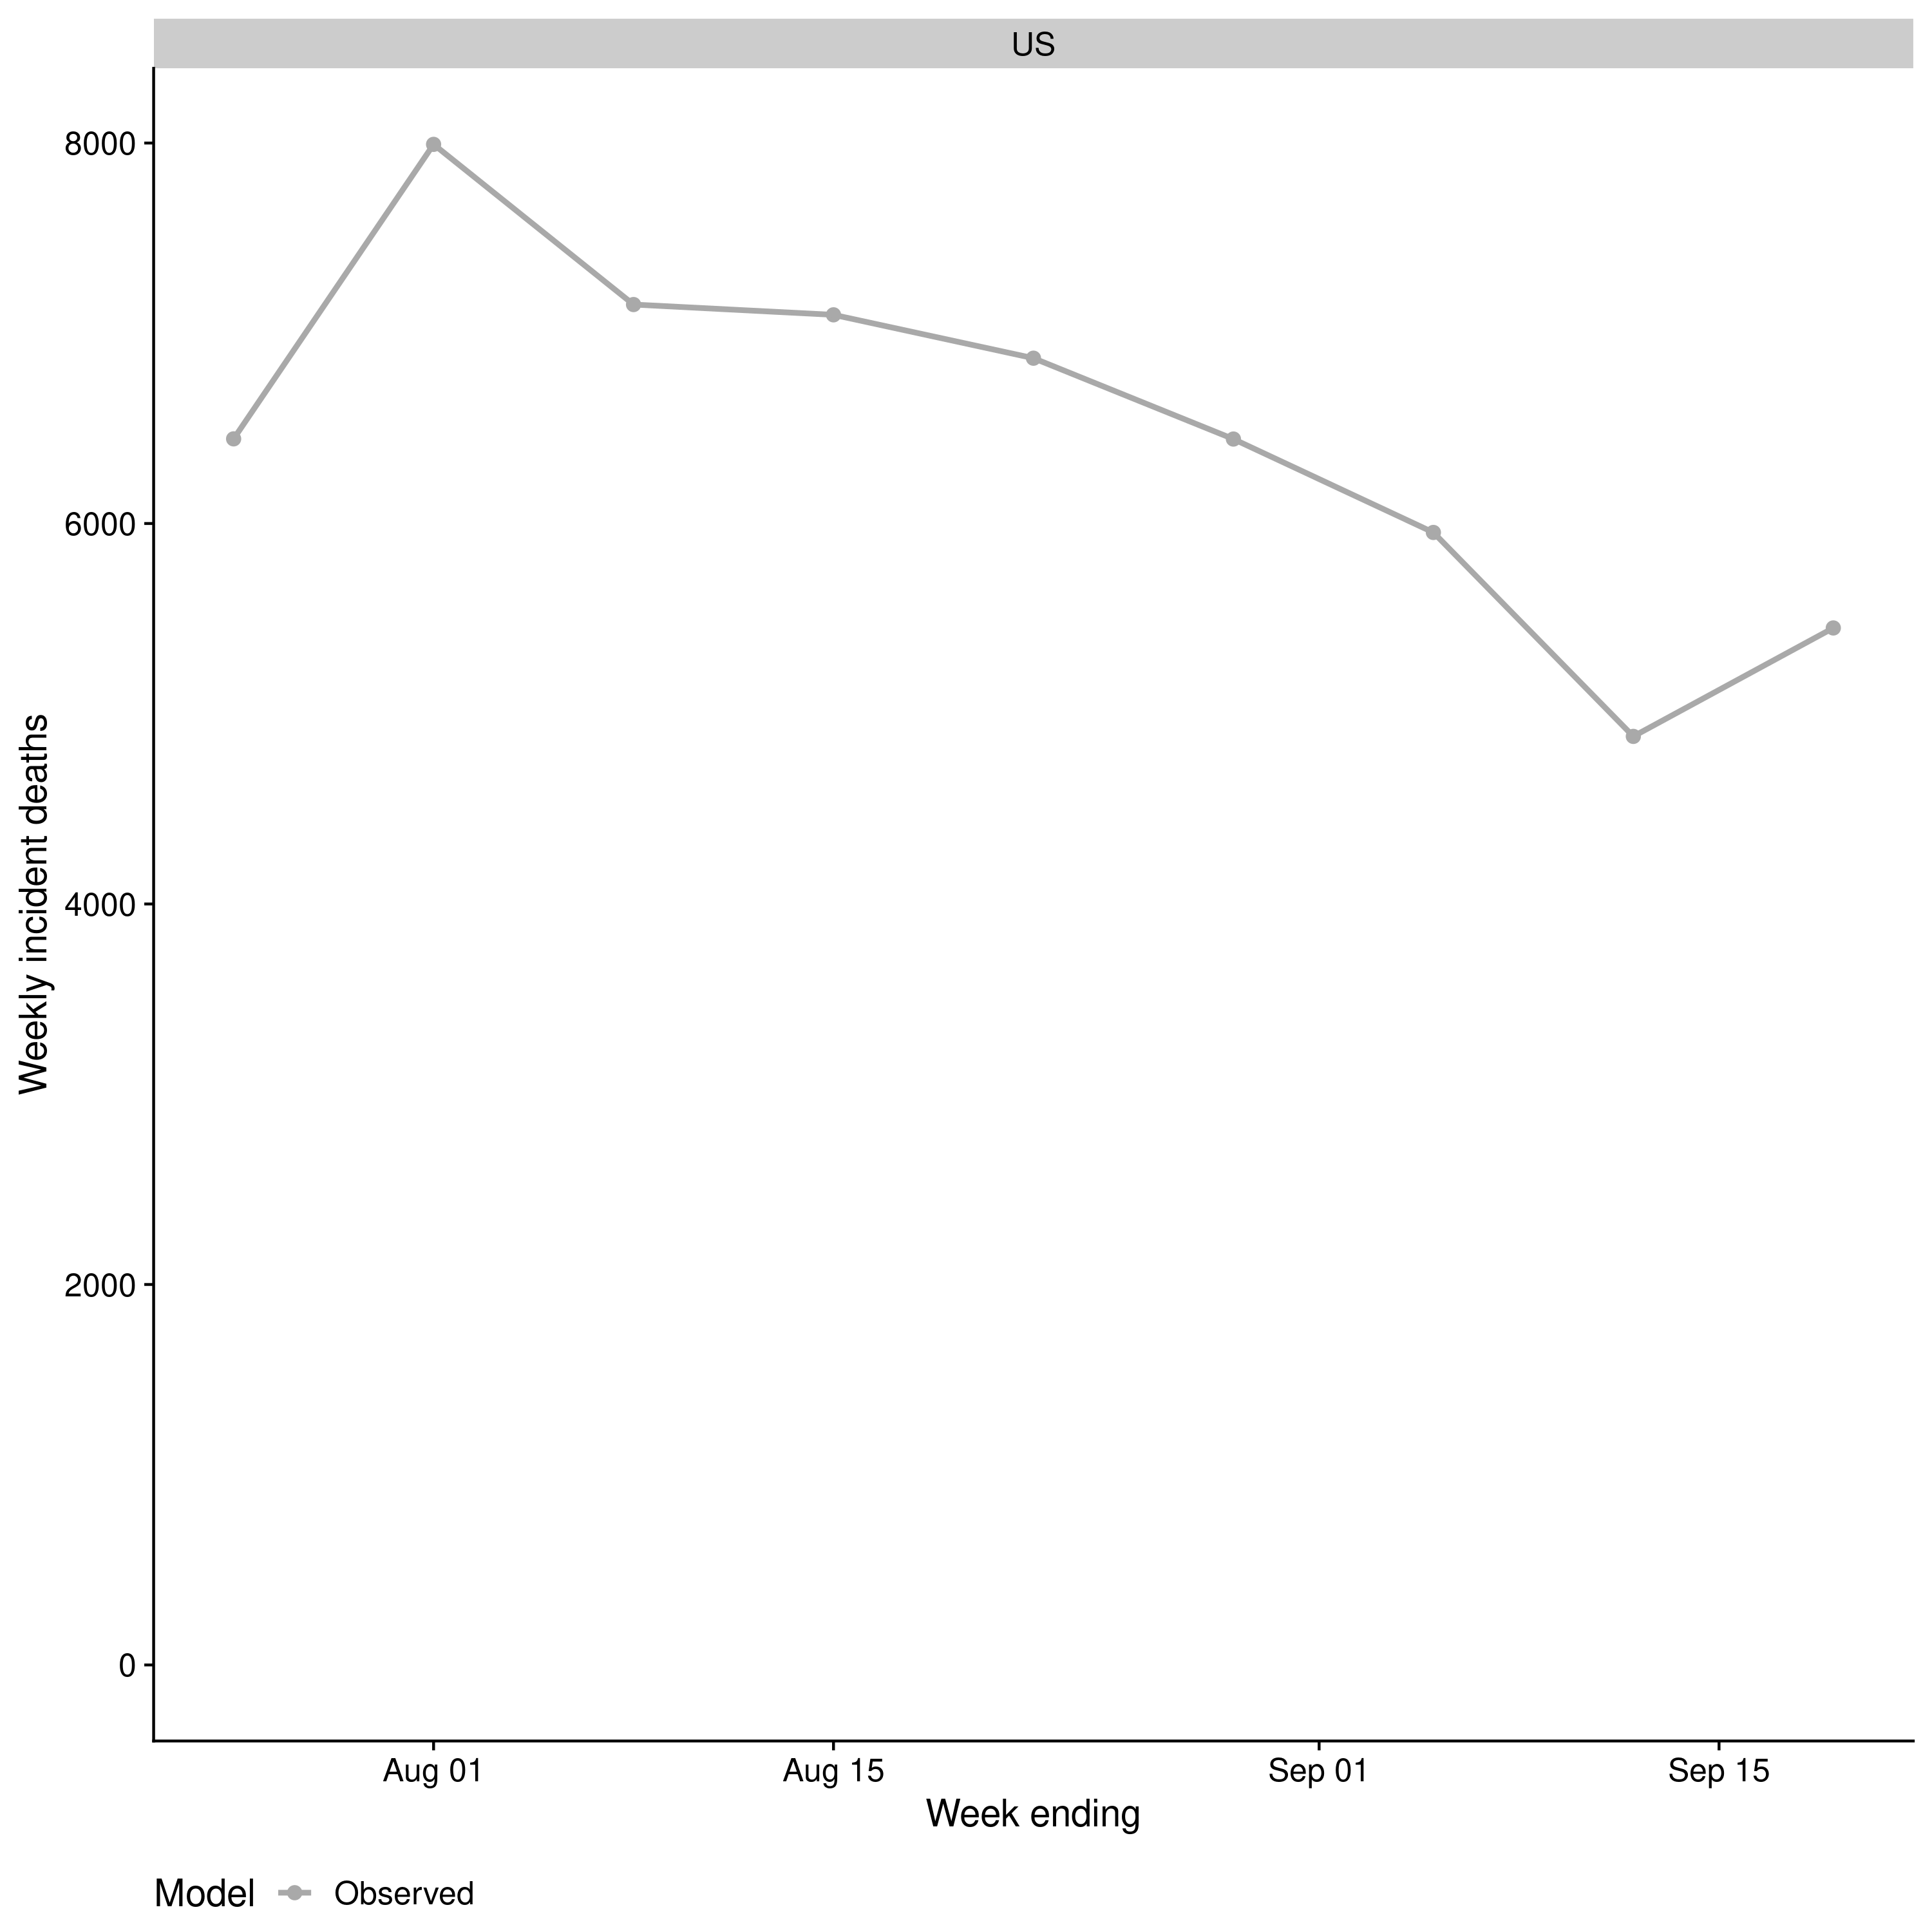 US
8000
6000
4000
2000
0
Weekly incident deaths
Aug 01 Aug 15 Sep 01 Sep 15
Week ending
Model Observed